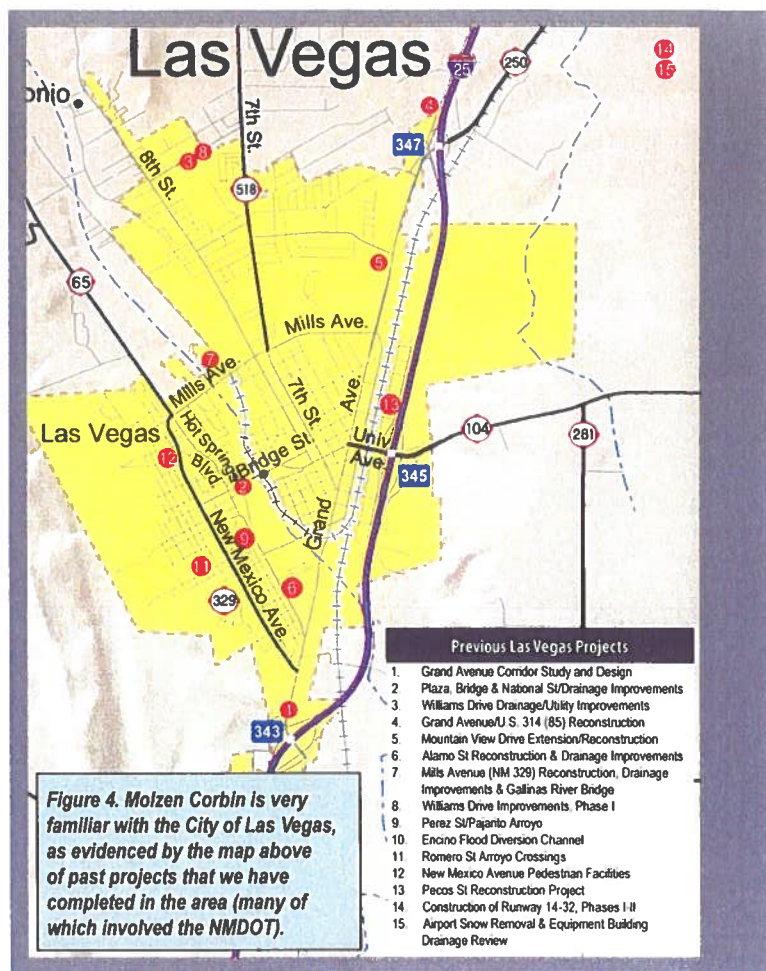 Las Vegas
14
15
25
250
onio
4
347
7th St.
8th St.
3
8
518
5
65
Mills Ave.
7
Mills Ave.
7th St.
Ave.
13
Las Vegas
Hot Springs
Blvd.
Bridge St.
Univ
Ave.
104
281
345
12
2
Grand
9
New Mexico Ave.
11
6
329
1
343
Previous Las Vegas Projects
1. Grand Avenue Corridor Study and Design
2 Plaza, Bridge & National St/Drainage Improvements
3. Williams Drive Drainage/Utility Improvements
4. Grand Avenue/U.S. 314 (85) Reconstruction
5. Mountain View Drive Extension/Reconstruction
6. Alamo St Reconstruction & Drainage Improvements
7. Mills Avenue (NM 329) Reconstruction, Drainage
Improvements & Gallinas River Bridge
8 Williams Drive Improvements, Phase I
9. Perez St/Pajarito Arroyo
10. Encino Flood Diversion Channel
11 Romero St Arroyo Crossings
12 New Mexico Avenue Pedestrian Facilities
13 Pecos St Reconstruction Project
14 Construction of Runway 14-32, Phases I-II
15. Airport Snow Removal & Equipment Building
Drainage Review
Figure 4. Molzen Corbin is very
familiar with the City of Las Vegas,
as evidenced by the map above
of past projects that we have
completed in the area (many of
which involved the NMDOT).